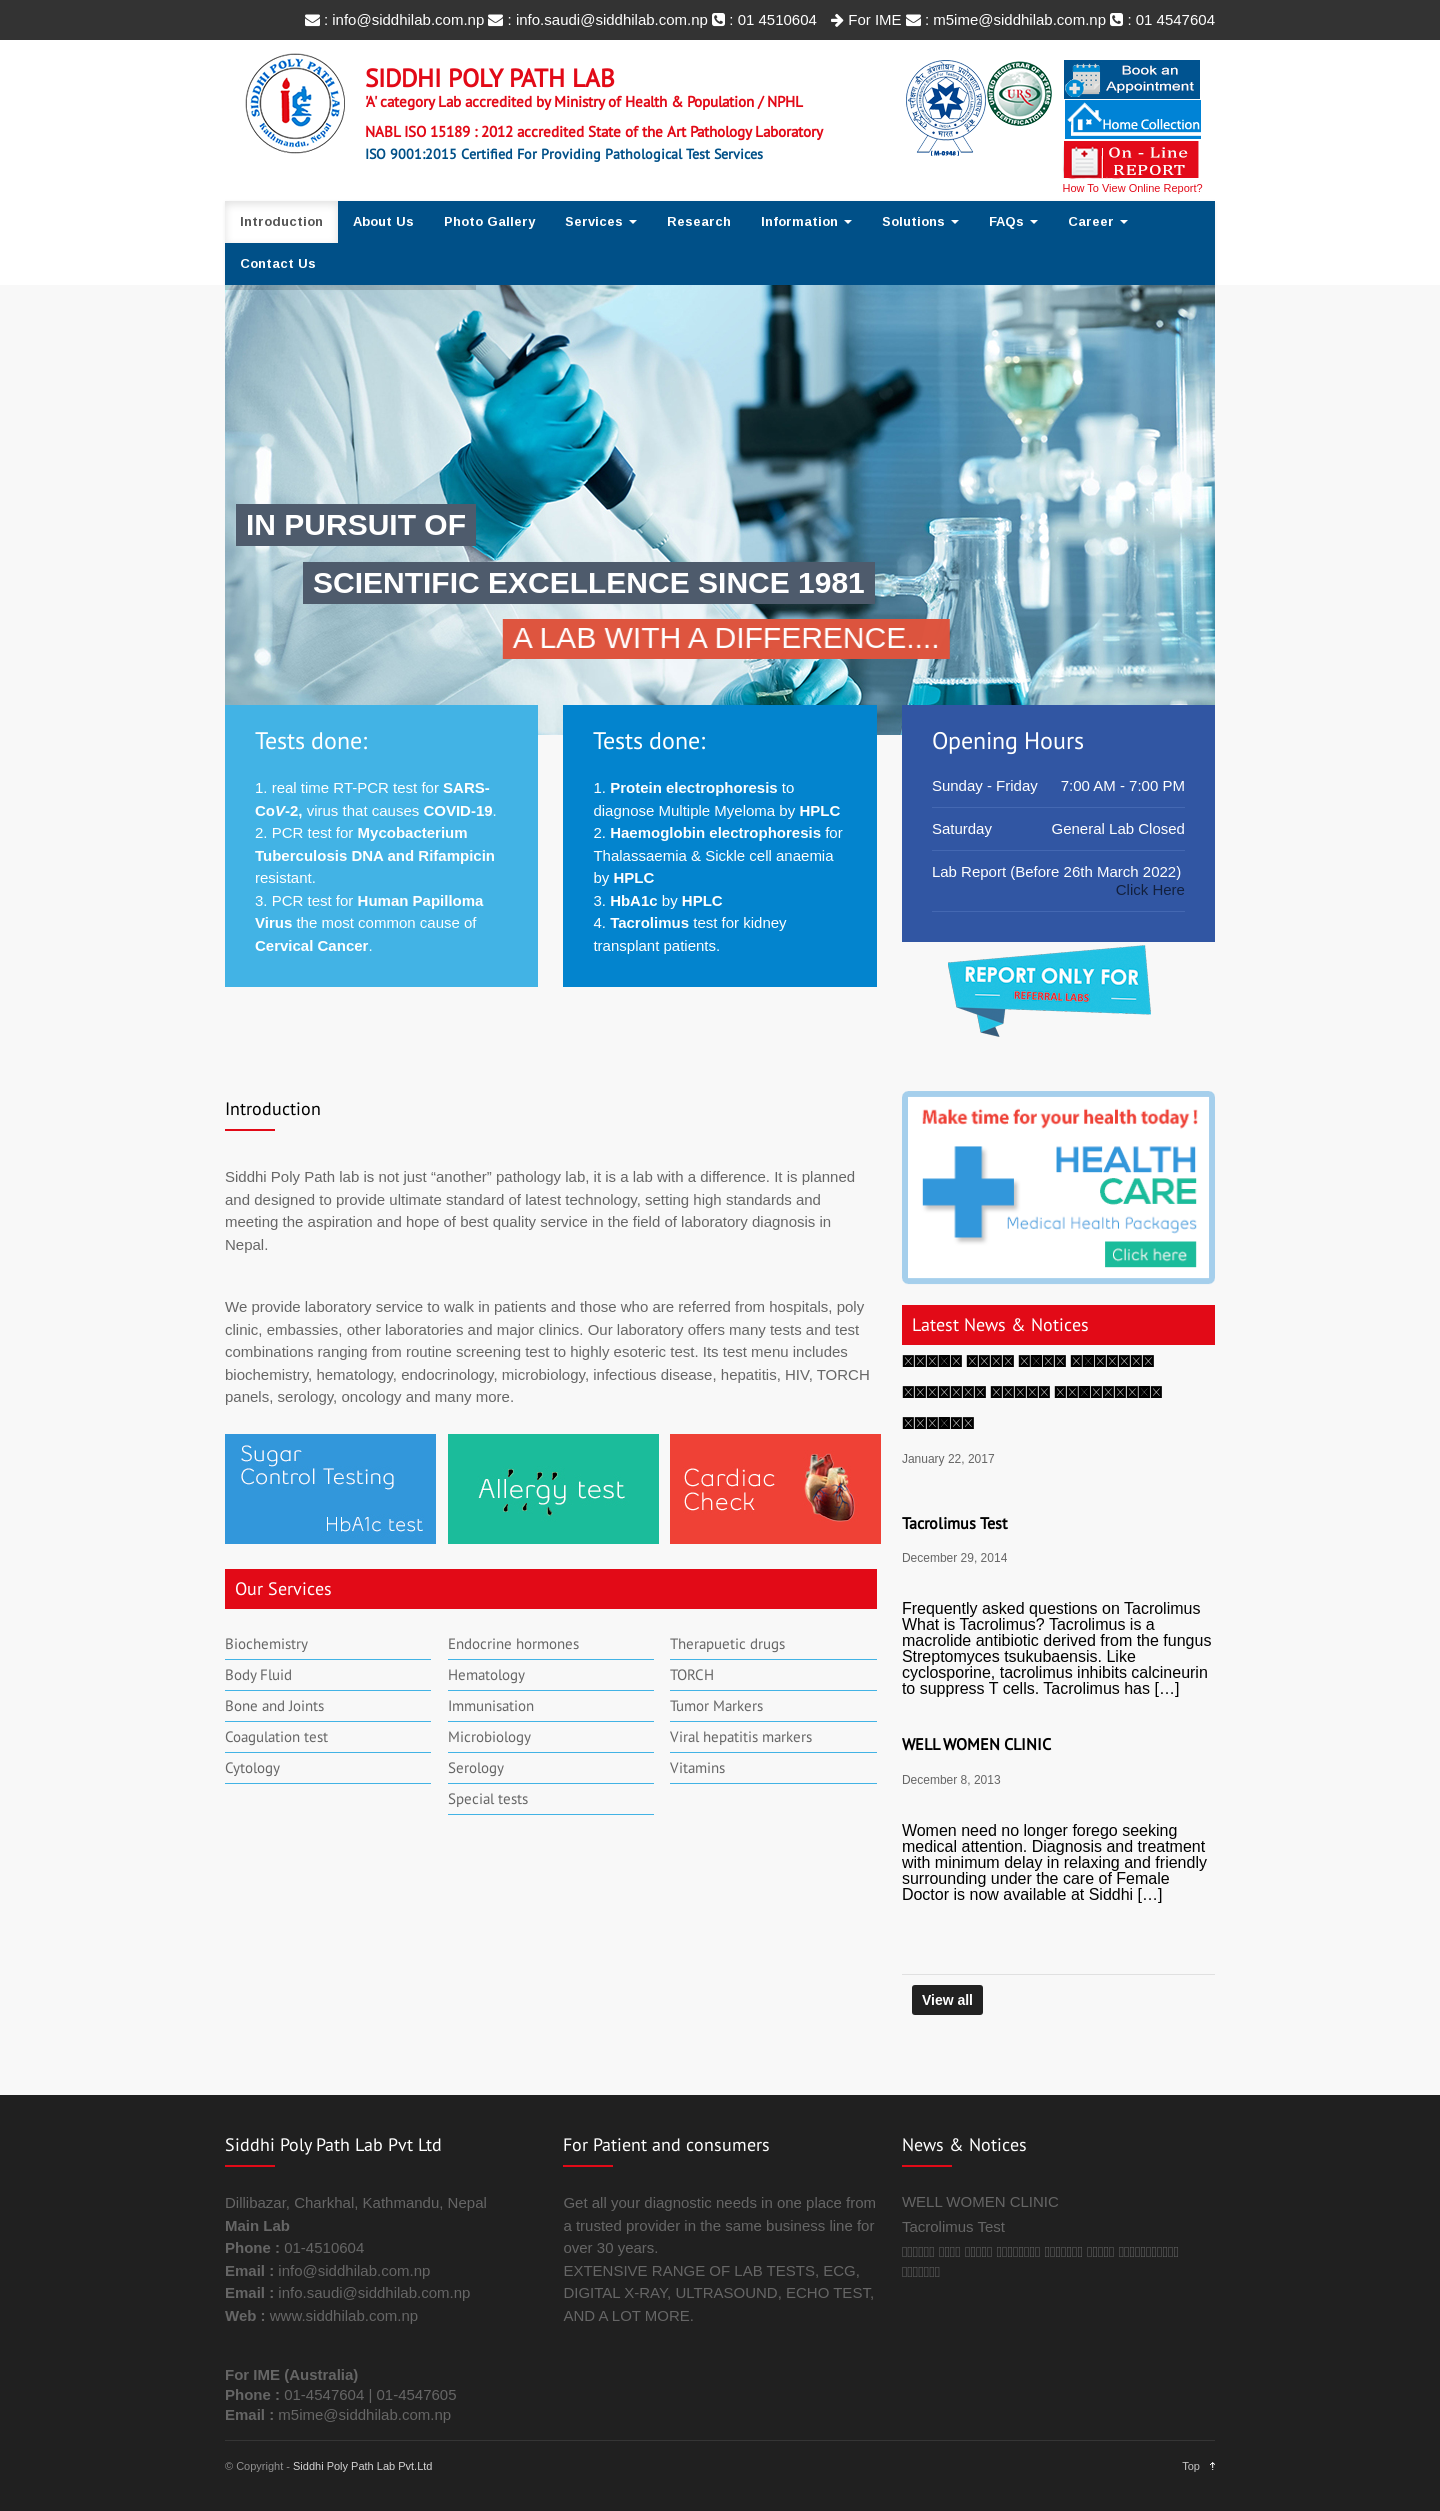 : info@siddhilab.com.np : info.saudi@siddhilab.com.np : 01 4510604 For IME : m5ime@siddhilab.com.np : 01 4547604
SIDDHI POLY PATH LAB
Kathmandu, Nepal
SIDDHI POLY PATH LAB
'A' category Lab accredited by Ministry of Health & Population / NPHL
NABL ISO 15189 : 2012 accredited State of the Art Pathology Laboratory
ISO 9001:2015 Certified For Providing Pathological Test Services
URS
Book an
Appointment
Home Collection
On - Line
REPORT
How To View Online Report?
Introduction About Us Photo Gallery Services Research Information Solutions FAQs Career
Contact Us
IN PURSUIT OF
SCIENTIFIC EXCELLENCE SINCE 1981
A LAB WITH A DIFFERENCE....
Tests done:
1. real time RT-PCR test for SARS-
CoV-2, virus that causes COVID-19.
2. PCR test for Mycobacterium
Tuberculosis DNA and Rifampicin
resistant.
3. PCR test for Human Papilloma
Virus the most common cause of
Cervical Cancer.
Tests done:
1. Protein electrophoresis to
diagnose Multiple Myeloma by HPLC
2. Haemoglobin electrophoresis for
Thalassaemia & Sickle cell anaemia
by HPLC
3. HbA1c by HPLC
4. Tacrolimus test for kidney
transplant patients.
Opening Hours
Sunday - Friday 7:00 AM - 7:00 PM
Saturday General Lab Closed
Lab Report (Before 26th March 2022)
Click Here
REPORT ONLY FOR
REFERRAL LABS
Introduction
Siddhi Poly Path lab is not just “another” pathology lab, it is a lab with a difference. It is planned
and designed to provide ultimate standard of latest technology, setting high standards and
meeting the aspiration and hope of best quality service in the field of laboratory diagnosis in
Nepal.
We provide laboratory service to walk in patients and those who are referred from hospitals, poly
clinic, embassies, other laboratories and major clinics. Our laboratory offers many tests and test
combinations ranging from routine screening test to highly esoteric test. Its test menu includes
biochemistry, hematology, endocrinology, microbiology, infectious disease, hepatitis, HIV, TORCH
panels, serology, oncology and many more.
Sugar
Control Testing
HbA1c test
Allergy test
Cardiac
Check
Our Services
Biochemistry
Body Fluid
Bone and Joints
Coagulation test
Cytology
Endocrine hormones
Hematology
Immunisation
Microbiology
Serology
Special tests
Therapuetic drugs
TORCH
Tumor Markers
Viral hepatitis markers
Vitamins
Make time for your health today !
HEALTH
CARE
Medical Health Packages
Click here
Latest News & Notices
January 22, 2017
Tacrolimus Test
December 29, 2014
Frequently asked questions on Tacrolimus
What is Tacrolimus? Tacrolimus is a
macrolide antibiotic derived from the fungus
Streptomyces tsukubaensis. Like
cyclosporine, tacrolimus inhibits calcineurin
to suppress T cells. Tacrolimus has […]
WELL WOMEN CLINIC
December 8, 2013
Women need no longer forego seeking
medical attention. Diagnosis and treatment
with minimum delay in relaxing and friendly
surrounding under the care of Female
Doctor is now available at Siddhi […]
View all
Siddhi Poly Path Lab Pvt Ltd
Dillibazar, Charkhal, Kathmandu, Nepal
Main Lab
Phone : 01-4510604
Email : info@siddhilab.com.np
Email : info.saudi@siddhilab.com.np
Web : www.siddhilab.com.np
For IME (Australia)
Phone : 01-4547604 | 01-4547605
Email : m5ime@siddhilab.com.np
For Patient and consumers
Get all your diagnostic needs in one place from
a trusted provider in the same business line for
over 30 years.
EXTENSIVE RANGE OF LAB TESTS, ECG,
DIGITAL X-RAY, ULTRASOUND, ECHO TEST,
AND A LOT MORE.
News & Notices
WELL WOMEN CLINIC
Tacrolimus Test
© Copyright - Siddhi Poly Path Lab Pvt.Ltd
Top